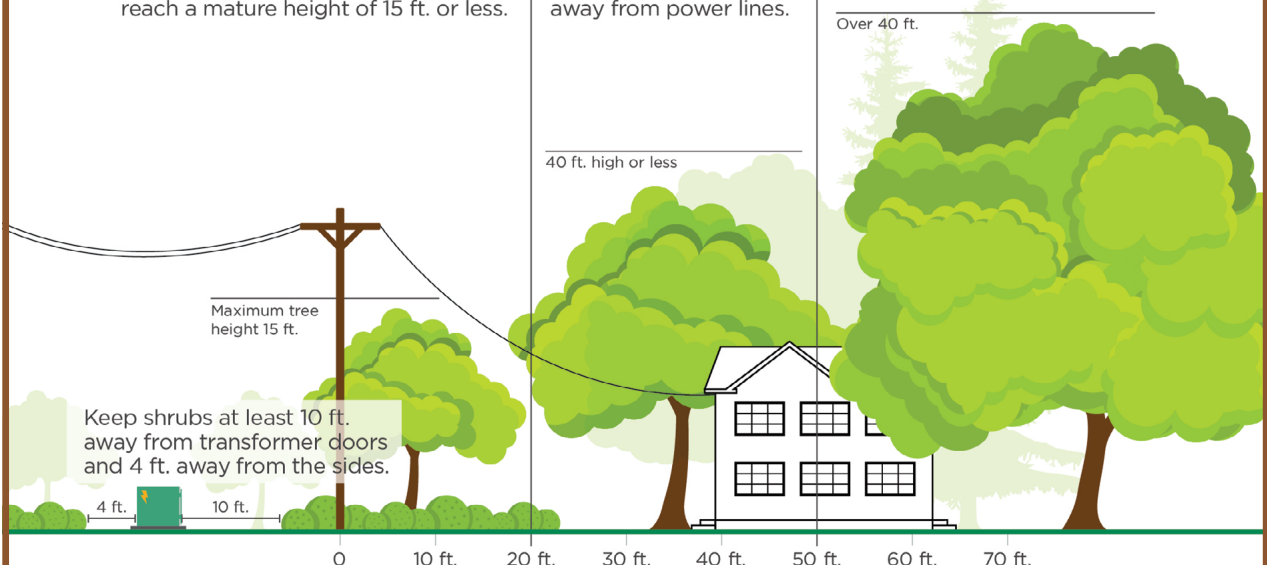 reach a mature height of 15 ft. or less.
away from power lines.
Over 40 ft.
40 ft. high or less
Maximum tree
height 15 ft.
Keep shrubs at least 10 ft.
away from transformer doors
and 4 ft. away from the sides.
4 ft.
10 ft.
0
10 ft.
20 ft.
30 ft.
40 ft.
50 ft.
60 ft.
70 ft.